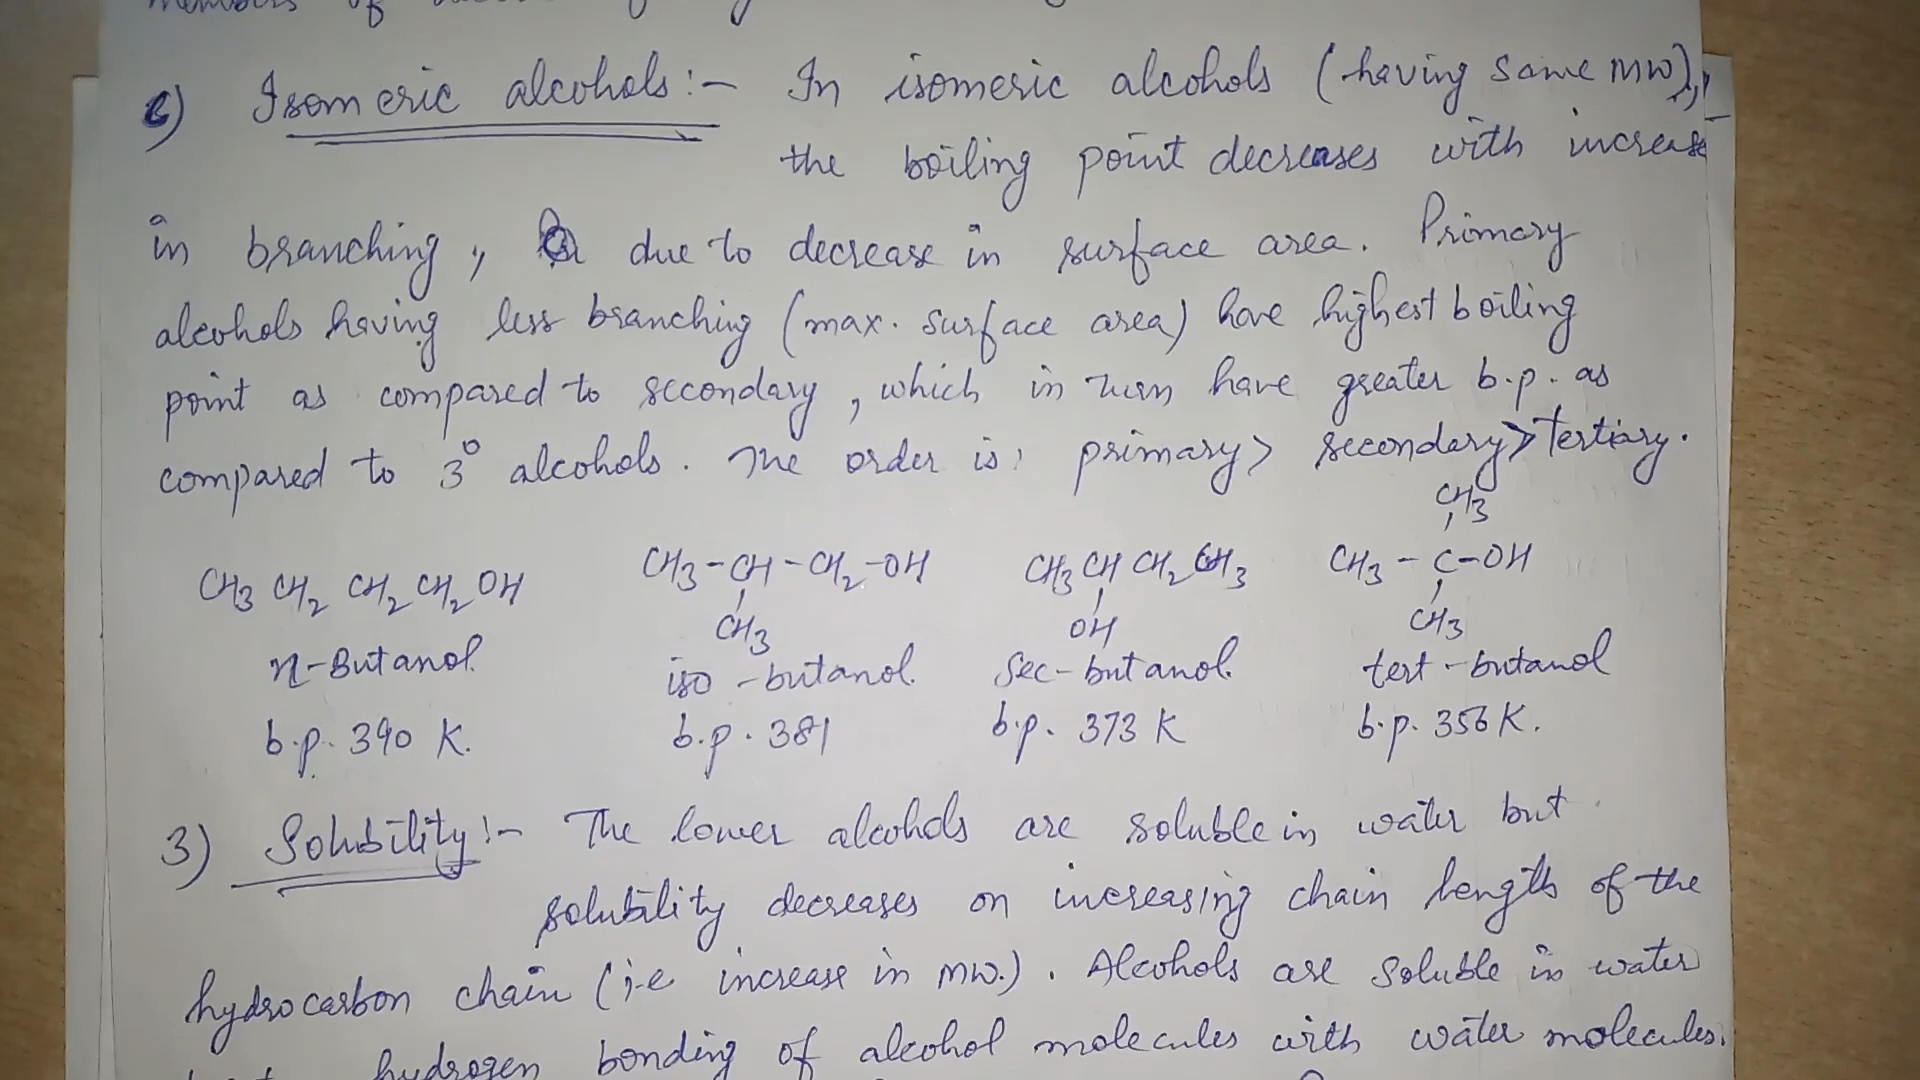 members of
c) Isomeric alcohols :- In isomeric alcohols (having same MW),
the boiling point decreases with increase
in branching, due to decrease in surface area. Primary
alcohols having less branching (max. surface area) have highest boiling
point as compared to secondary, which in turn have greater b.p. as
compared to 3° alcohols. The order is: primary > secondary > Tertiary.
CH3
CH3 CH2 CH2 CH2 OH CH3-CH-CH2-OH CH3 CH CH2 CH3 CH3 - C-OH
CH3 OH CH3
n-Butanol iso-butanol. Sec-butanol. tert-butanol
b.p. 390 K. b.p. 381 b.p. 373 K b.p. 356 K.
3) Solubility :- The lower alcohols are soluble in water but
solubility decreases on increasing chain length of the
hydrocarbon chain (i.e increase in MW.). Alcohols are soluble in water
hydrogen bonding of alcohol molecules with water molecules.